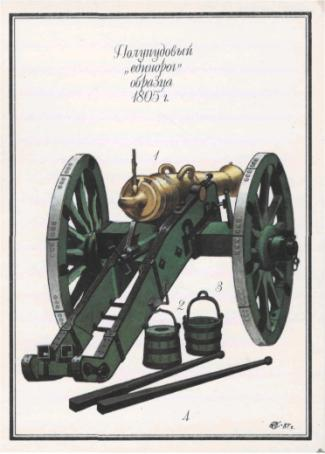 Полупудовый
„единорог"
образца
1805 г.
1
2
3
4